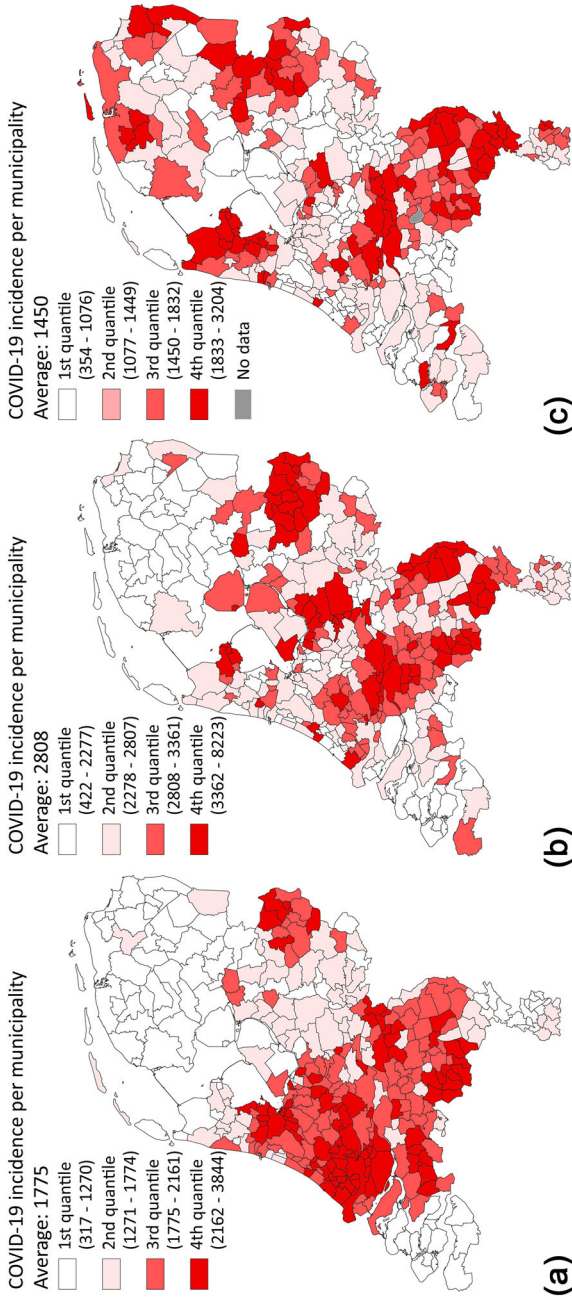 COVID-19 incidence per municipality
Average: 1775
1st quantile
(317 - 1270)
2nd quantile
(1271 - 1774)
3rd quantile
(1775 - 2161)
4th quantile
(2162 - 3844)
(a)
COVID-19 incidence per municipality
Average: 2808
1st quantile
(422 - 2277)
2nd quantile
(2278 - 2807)
3rd quantile
(2808 - 3361)
4th quantile
(3362 - 8223)
(b)
COVID-19 incidence per municipality
Average: 1450
1st quantile
(354 - 1076)
2nd quantile
(1077 - 1449)
3rd quantile
(1450 - 1832)
4th quantile
(1833 - 3204)
No data
(c)